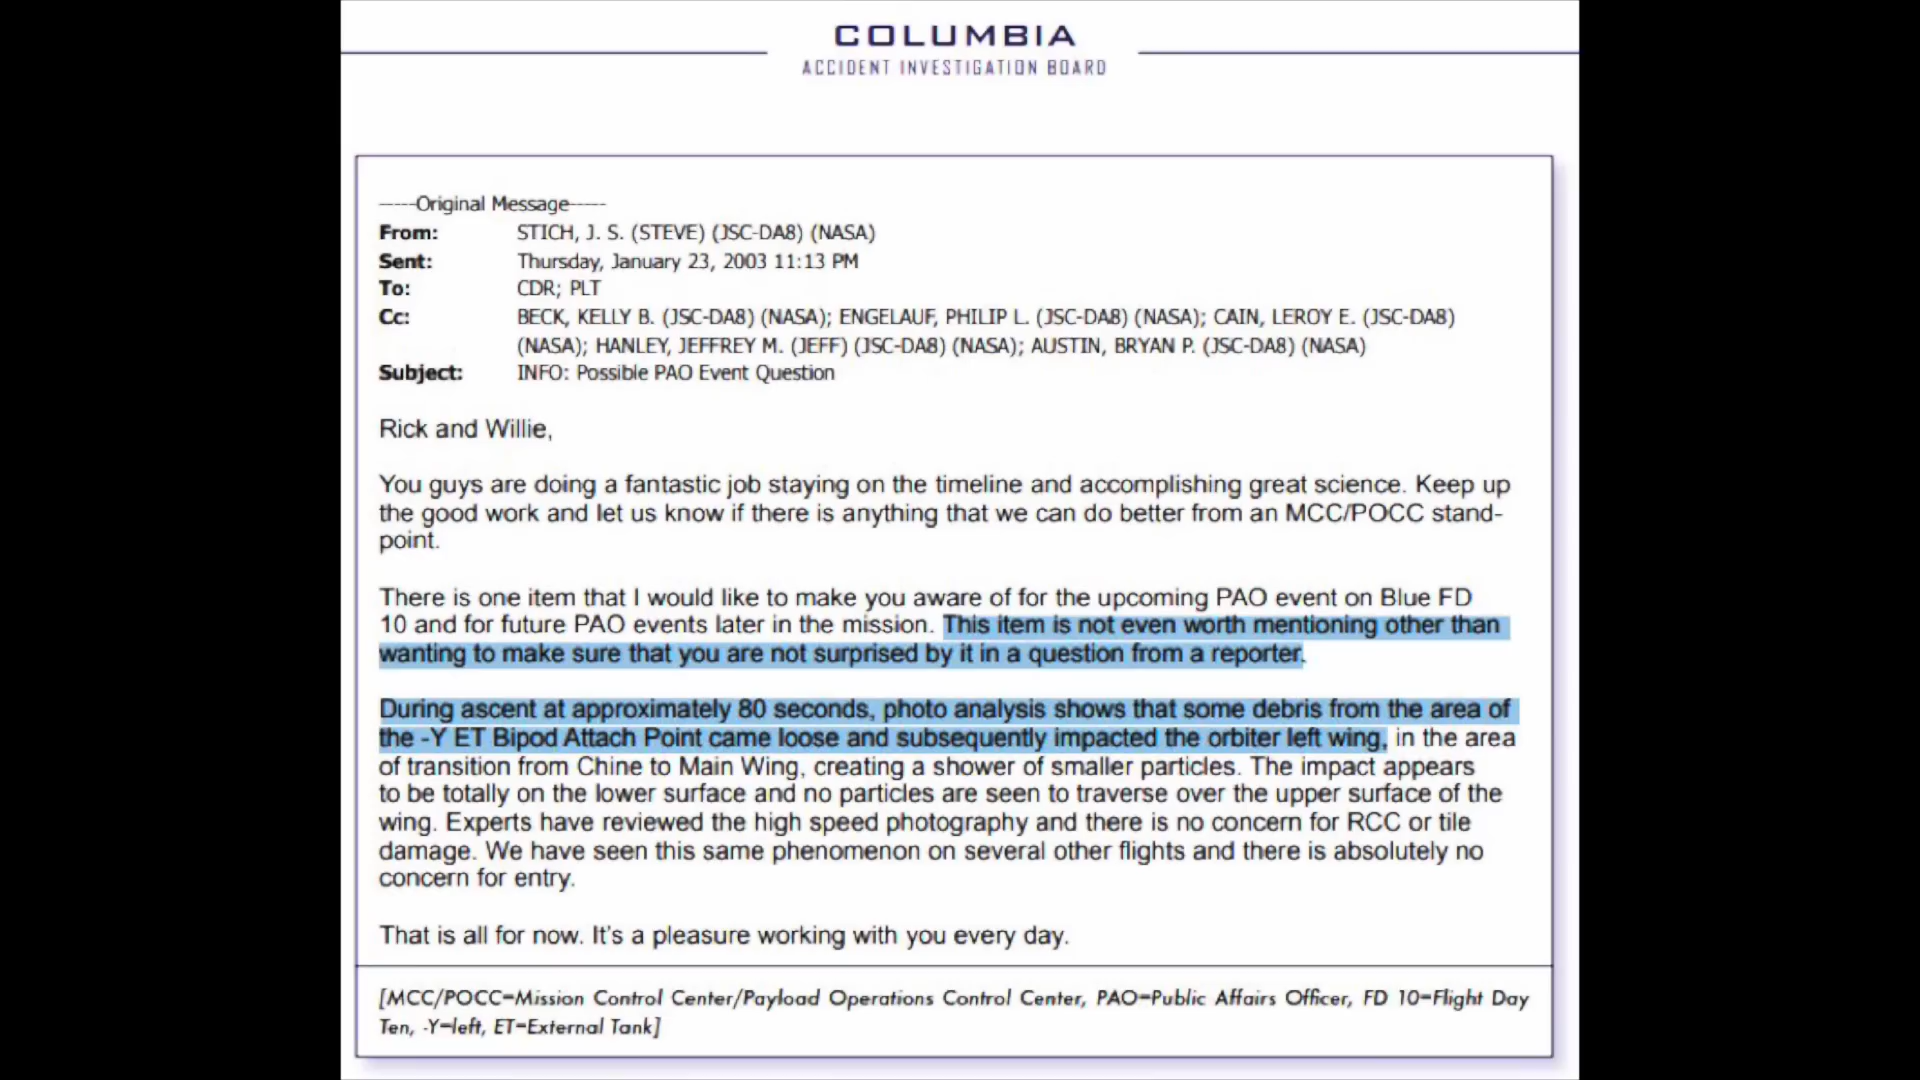 COLUMBIA
ACCIDENT INVESTIGATION BOARD
-----Original Message-----
From: STICH, J. S. (STEVE) (JSC-DA8) (NASA)
Sent: Thursday, January 23, 2003 11:13 PM
To: CDR; PLT
Cc: BECK, KELLY B. (JSC-DA8) (NASA); ENGELAUF, PHILIP L. (JSC-DA8) (NASA); CAIN, LEROY E. (JSC-DA8)
(NASA); HANLEY, JEFFREY M. (JEFF) (JSC-DA8) (NASA); AUSTIN, BRYAN P. (JSC-DA8) (NASA)
Subject: INFO: Possible PAO Event Question
Rick and Willie,
You guys are doing a fantastic job staying on the timeline and accomplishing great science. Keep up
the good work and let us know if there is anything that we can do better from an MCC/POCC stand-
point.
There is one item that I would like to make you aware of for the upcoming PAO event on Blue FD
10 and for future PAO events later in the mission. This item is not even worth mentioning other than
wanting to make sure that you are not surprised by it in a question from a reporter.
During ascent at approximately 80 seconds, photo analysis shows that some debris from the area of
the -Y ET Bipod Attach Point came loose and subsequently impacted the orbiter left wing, in the area
of transition from Chine to Main Wing, creating a shower of smaller particles. The impact appears
to be totally on the lower surface and no particles are seen to traverse over the upper surface of the
wing. Experts have reviewed the high speed photography and there is no concern for RCC or tile
damage. We have seen this same phenomenon on several other flights and there is absolutely no
concern for entry.
That is all for now. It's a pleasure working with you every day.
[MCC/POCC=Mission Control Center/Payload Operations Control Center, PAO=Public Affairs Officer, FD 10=Flight Day
Ten, -Y=left, ET=External Tank]